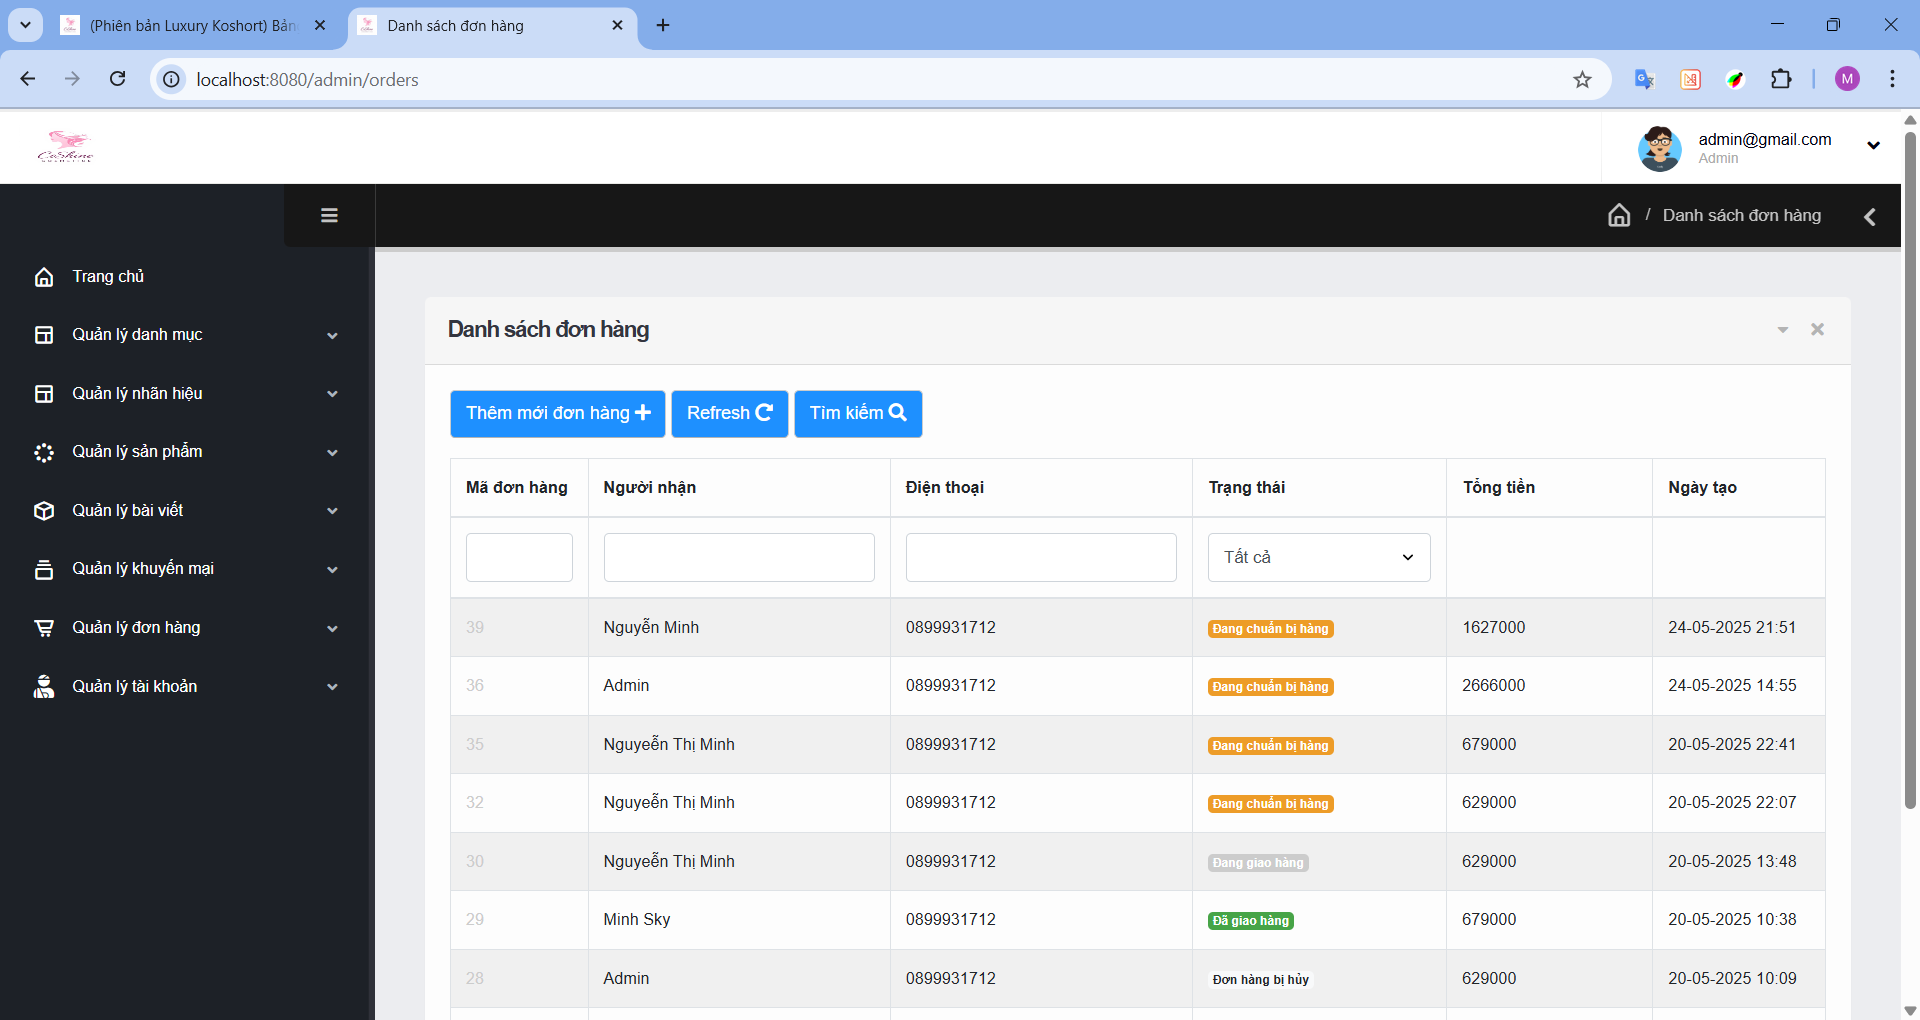 (Phiên bản Luxury Koshort) Bản
Danh sách đơn hàng
localhost:8080/admin/orders
M
CoShine
admin@gmail.com
Admin
/ Danh sách đơn hàng
Trang chủ
Quản lý danh mục
Quản lý nhãn hiệu
Quản lý sản phẩm
Quản lý bài viết
Quản lý khuyến mại
Quản lý đơn hàng
Quản lý tài khoản
Danh sách đơn hàng
Thêm mới đơn hàng Refresh Tìm kiếm
Mã đơn hàng Người nhận Điện thoại Trạng thái Tổng tiền Ngày tạo
Tất cả
39 Nguyễn Minh 0899931712 Đang chuẩn bị hàng 1627000 24-05-2025 21:51
36 Admin 0899931712 Đang chuẩn bị hàng 2666000 24-05-2025 14:55
35 Nguyeễn Thị Minh 0899931712 Đang chuẩn bị hàng 679000 20-05-2025 22:41
32 Nguyeễn Thị Minh 0899931712 Đang chuẩn bị hàng 629000 20-05-2025 22:07
30 Nguyeễn Thị Minh 0899931712 Đang giao hàng 629000 20-05-2025 13:48
29 Minh Sky 0899931712 Đã giao hàng 679000 20-05-2025 10:38
28 Admin 0899931712 Đơn hàng bị hủy 629000 20-05-2025 10:09